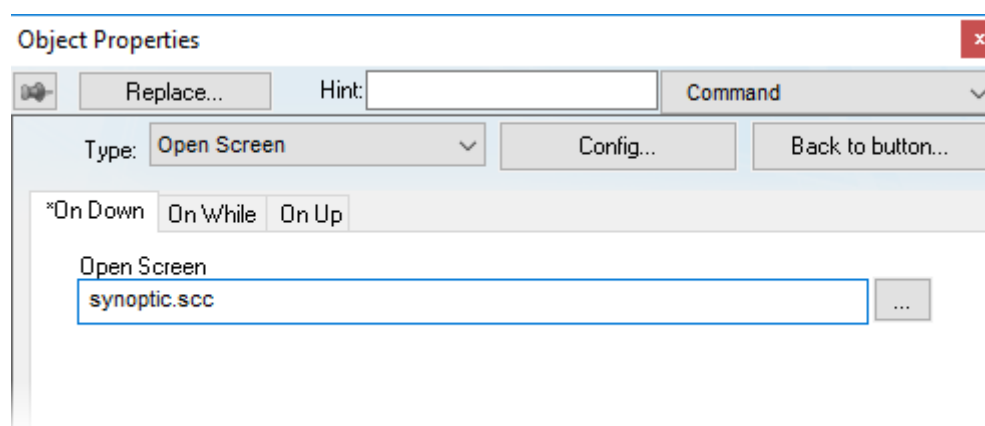 Object Properties
x
Replace... Hint: Command
Type: Open Screen Config... Back to button...
*On Down On While On Up
Open Screen
synoptic.scc ...